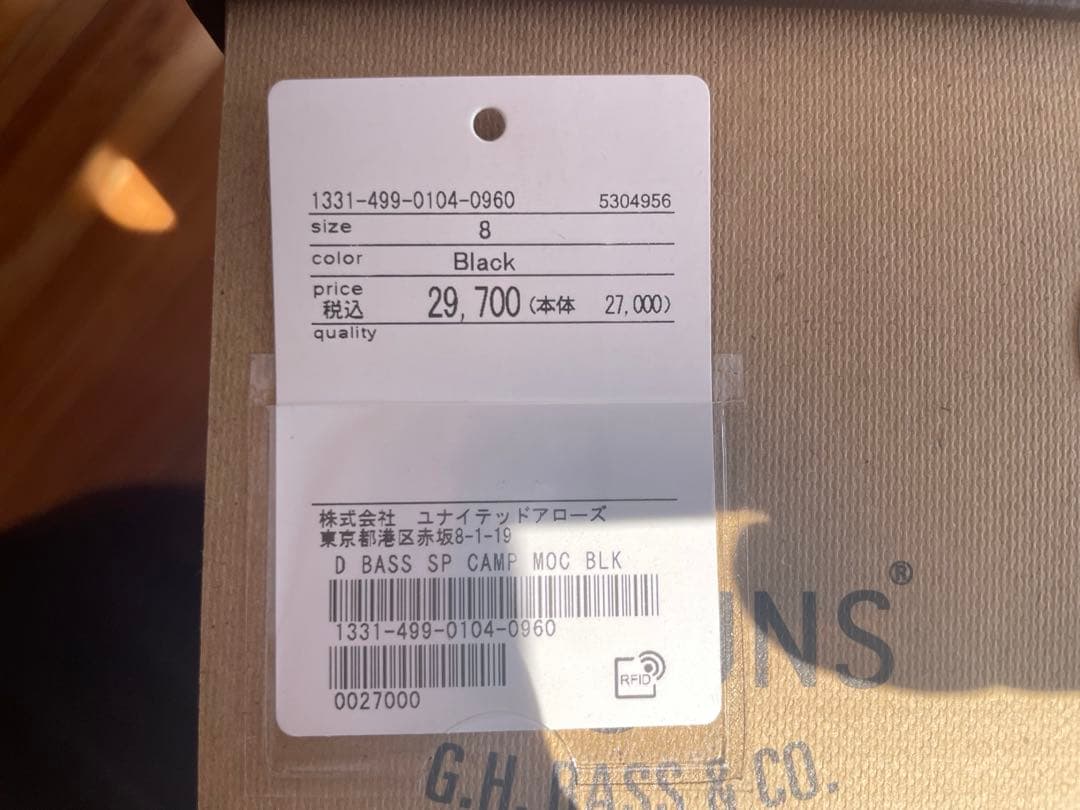 1331-499-0104-0960 5304956
size 8
color Black
price
税込 29,700 (本体 27,000)
quality
株式会社 ユナイテッドアローズ
東京都港区赤坂8-1-19
D BASS SP CAMP MOC BLK
1331-499-0104-0960
RFID
0027000
®
G.H. BASS & CO.